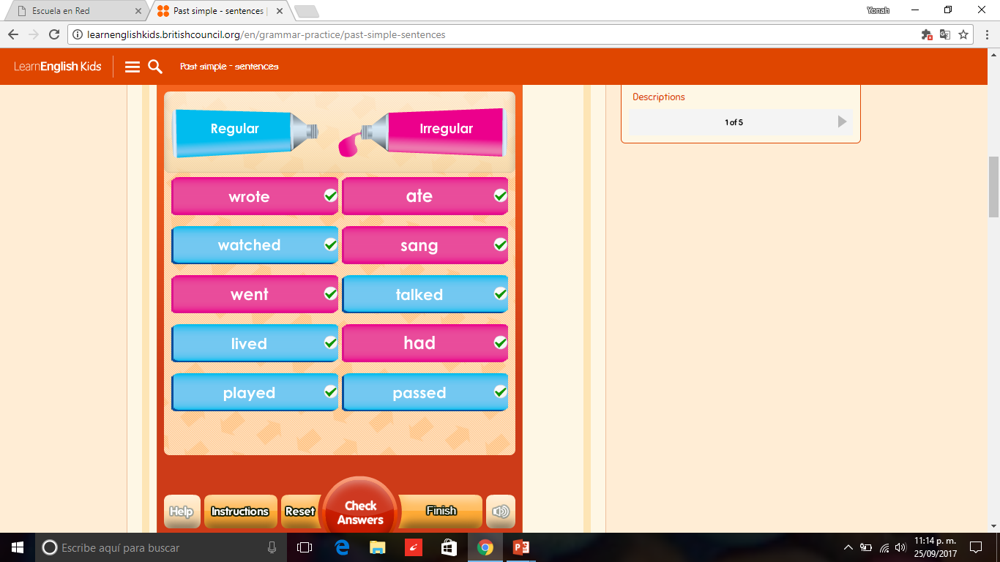 Escuela en Red
Past simple - sentences |
Yonah
learnenglishkids.britishcouncil.org/en/grammar-practice/past-simple-sentences
LearnEnglish Kids
Past simple - sentences
Descriptions
1 of 5
Regular
Irregular
wrote
ate
watched
sang
went
talked
lived
had
played
passed
Help
Instructions
Reset
Check
Answers
Finish
Escribe aquí para buscar
11:14 p. m.
25/09/2017